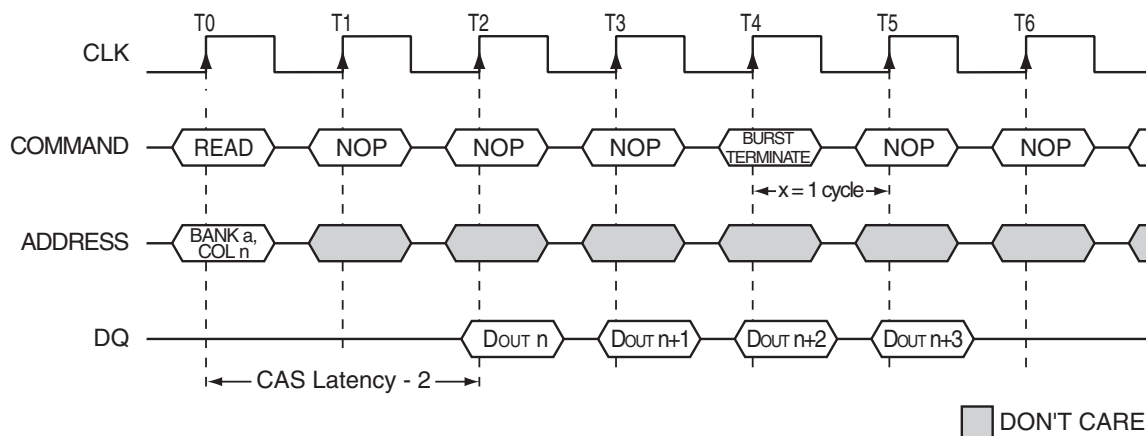 T0 T1 T2 T3 T4 T5 T6
CLK
COMMAND READ NOP NOP NOP BURST TERMINATE NOP NOP
x = 1 cycle
ADDRESS BANK a, COL n
DQ DOUT n DOUT n+1 DOUT n+2 DOUT n+3
CAS Latency - 2
DON'T CARE